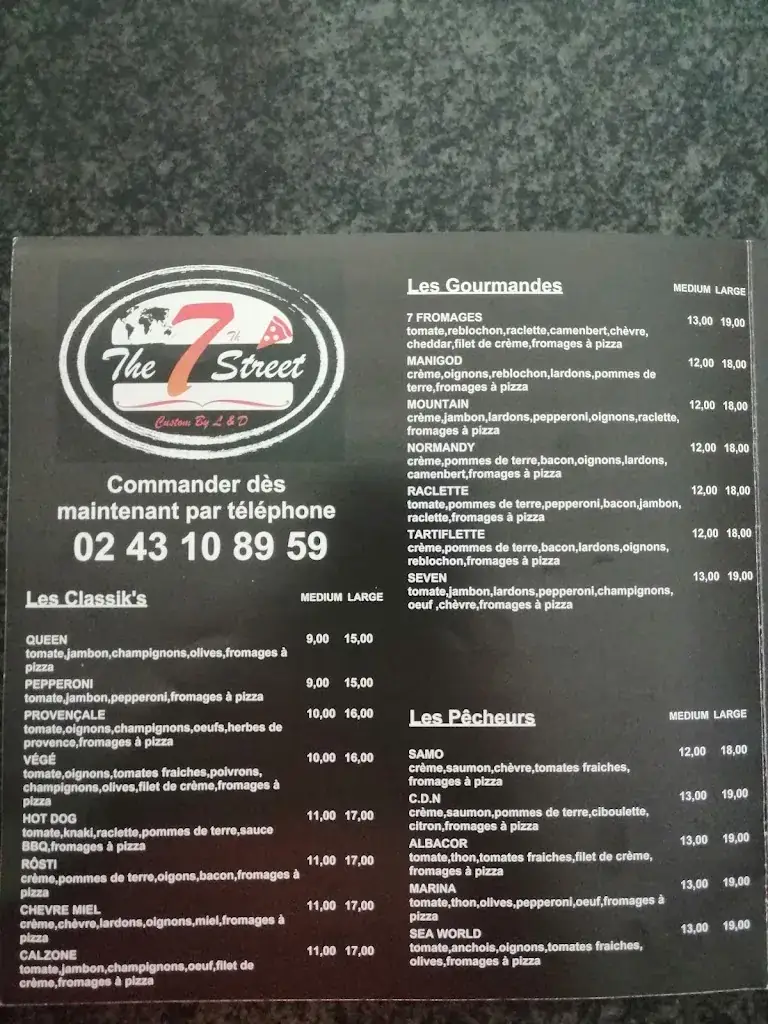 The 7 Th Street
Custom By L & D
Commander dès
maintenant par téléphone
02 43 10 89 59
Les Classik's MEDIUM LARGE
QUEEN 9,00 15,00
tomate,jambon,champignons,olives,fromages à
pizza
PEPPERONI 9,00 15,00
tomate,jambon,pepperoni,fromages à pizza
PROVENÇALE 10,00 16,00
tomate,oignons,champignons,oeufs,herbes de
provence,fromages à pizza
VÉGÉ 10,00 16,00
tomate,oignons,tomates fraiches,poivrons,
champignons,olives,filet de crème,fromages à
pizza
HOT DOG 11,00 17,00
tomate,knaki,raclette,pommes de terre,sauce
BBQ,fromages à pizza
RÖSTI 11,00 17,00
crème,pommes de terre,oigons,bacon,fromages à
pizza
CHEVRE MIEL 11,00 17,00
crème,chèvre,lardons,oignons,miel,fromages à
pizza
CALZONE 11,00 17,00
tomate,jambon,champignons,oeuf,filet de
crème,fromages à pizza
Les Gourmandes MEDIUM LARGE
7 FROMAGES 13,00 19,00
tomate,reblochon,raclette,camenbert,chèvre,
cheddar,filet de crème,fromages à pizza
MANIGOD 12,00 18,00
crème,oignons,reblochon,lardons,pommes de
terre,fromages à pizza
MOUNTAIN 12,00 18,00
crème,jambon,lardons,pepperoni,oignons,raclette,
fromages à pizza
NORMANDY 12,00 18,00
crème,pommes de terre,bacon,oignons,lardons,
camenbert,fromages à pizza
RACLETTE 12,00 18,00
tomate,pommes de terre,pepperoni,bacon,jambon,
raclette,fromages à pizza
TARTIFLETTE 12,00 18,00
crème,pommes de terre,bacon,lardons,oignons,
reblochon,fromages à pizza
SEVEN 13,00 19,00
tomate,jambon,lardons,pepperoni,champignons,
oeuf ,chèvre,fromages à pizza
Les Pêcheurs MEDIUM LARGE
SAMO 12,00 18,00
crème,saumon,chèvre,tomates fraiches,
fromages à pizza
C.D.N 13,00 19,00
crème,saumon,pommes de terre,ciboulette,
citron,fromages à pizza
ALBACOR 13,00 19,00
tomate,thon,tomates fraiches,filet de crème,
fromages à pizza
MARINA 13,00 19,00
tomate,thon,olives,pepperoni,oeuf,fromages à
pizza
SEA WORLD 13,00 19,00
tomate,anchois,oignons,tomates fraiches,
olives,fromages à pizza